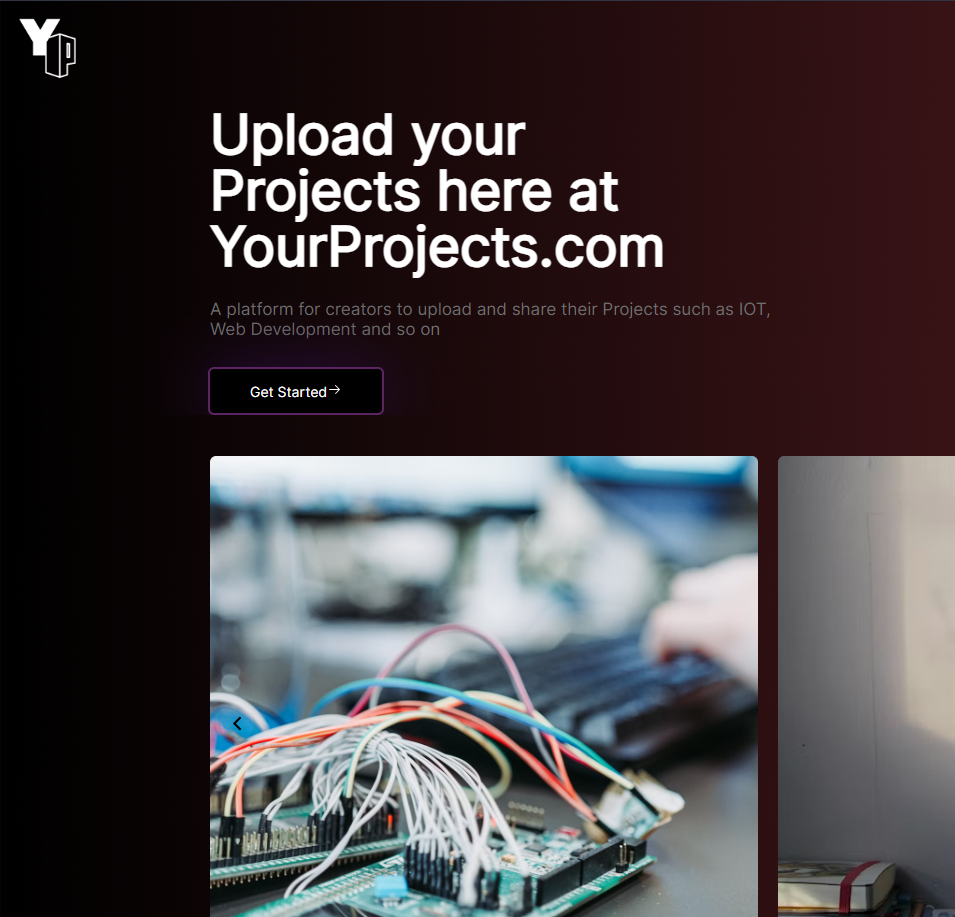 YP
Upload your
Projects here at
YourProjects.com
A platform for creators to upload and share their Projects such as IOT,
Web Development and so on
Get Started→